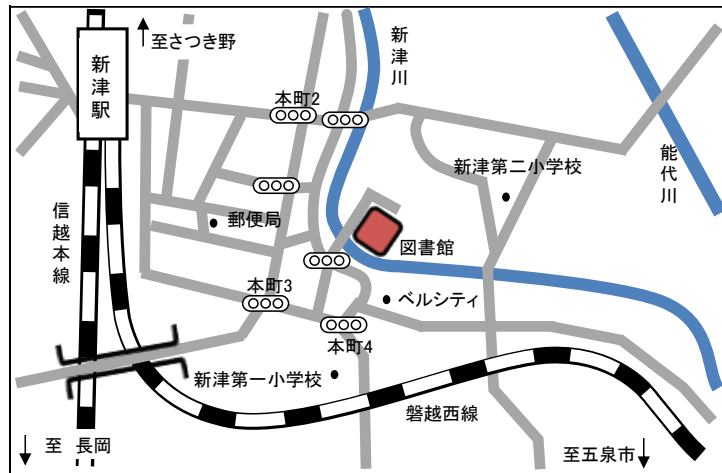 至さつき野
新津駅
新津川
本町2
能代川
新津第二小学校
信越本線
郵便局
図書館
本町3
ベルシティ
本町4
新津第一小学校
磐越西線
至 長岡
至五泉市